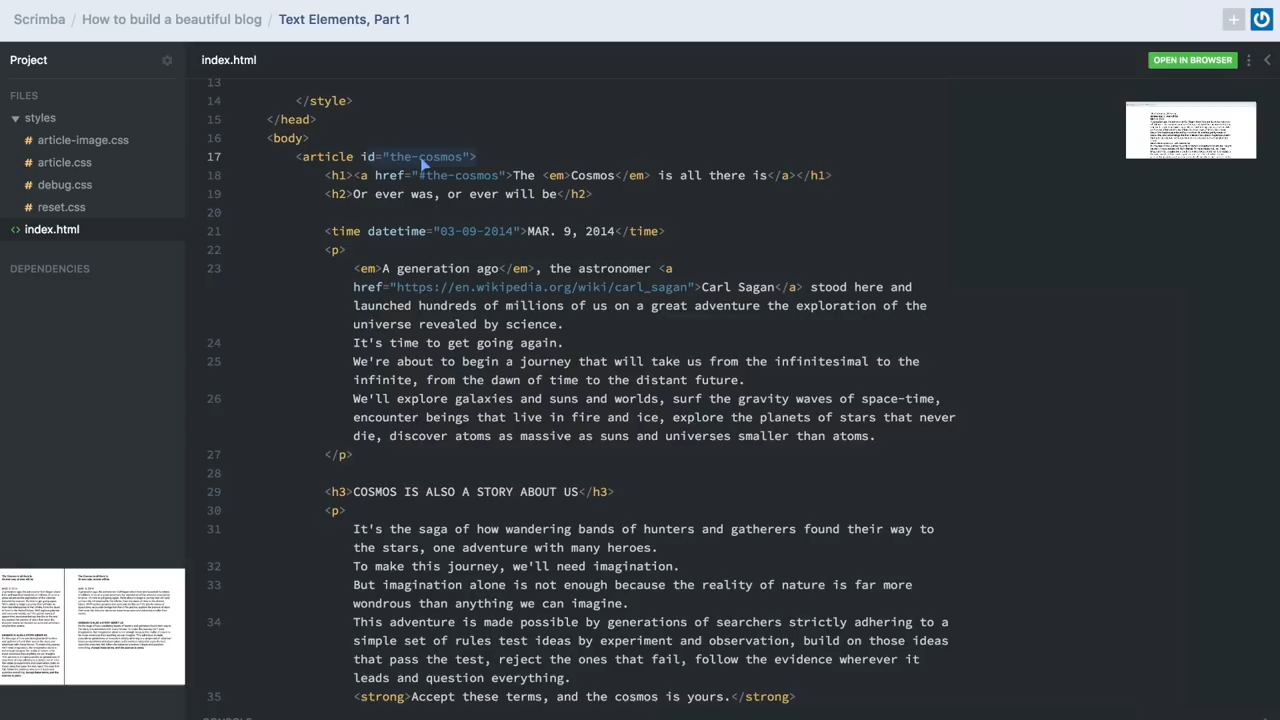 Scrimba / How to build a beautiful blog / Text Elements, Part 1
Project
index.html
OPEN IN BROWSER
FILES
styles
# article-image.css
# article.css
# debug.css
# reset.css
<> index.html
DEPENDENCIES
13
14 </style>
15 </head>
16 <body>
17 <article id="the-cosmos">
18 <h1><a href="#the-cosmos">The <em>Cosmos</em> is all there is</a></h1>
19 <h2>Or ever was, or ever will be</h2>
20
21 <time datetime="03-09-2014">MAR. 9, 2014</time>
22 <p>
23 <em>A generation ago</em>, the astronomer <a
href="https://en.wikipedia.org/wiki/carl_sagan">Carl Sagan</a> stood here and
launched hundreds of millions of us on a great adventure the exploration of the
universe revealed by science.
24 It's time to get going again.
25 We're about to begin a journey that will take us from the infinitesimal to the
infinite, from the dawn of time to the distant future.
26 We'll explore galaxies and suns and worlds, surf the gravity waves of space-time,
encounter beings that live in fire and ice, explore the planets of stars that never
die, discover atoms as massive as suns and universes smaller than atoms.
27 </p>
28
29 <h3>COSMOS IS ALSO A STORY ABOUT US</h3>
30 <p>
31 It's the saga of how wandering bands of hunters and gatherers found their way to
the stars, one adventure with many heroes.
32 To make this journey, we'll need imagination.
33 But imagination alone is not enough because the reality of nature is far more
wondrous than anything we can imagine.
34 This adventure is made possible by generations of searchers strictly adhering to a
simple set of rules. Test ideas by experiment and observation, build on those ideas
that pass the test, reject the ones that fail, follow the evidence wherever it
leads and question everything.
35 <strong>Accept these terms, and the cosmos is yours.</strong>